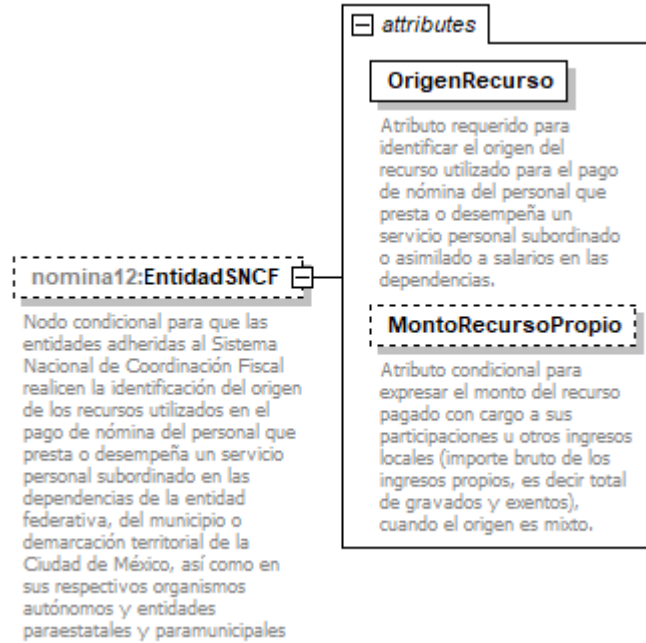 attributes
OrigenRecurso
Atributo requerido para
identificar el origen del
recurso utilizado para el pago
de nómina del personal que
presta o desempeña un
servicio personal subordinado
o asimilado a salarios en las
dependencias.
nomina12:EntidadSNCF
Nodo condicional para que las
entidades adheridas al Sistema
Nacional de Coordinación Fiscal
realicen la identificación del origen
de los recursos utilizados en el
pago de nómina del personal que
presta o desempeña un servicio
personal subordinado en las
dependencias de la entidad
federativa, del municipio o
demarcación territorial de la
Ciudad de México, así como en
sus respectivos organismos
autónomos y entidades
paraestatales y paramunicipales
MontoRecursoPropio
Atributo condicional para
expresar el monto del recurso
pagado con cargo a sus
participaciones u otros ingresos
locales (importe bruto de los
ingresos propios, es decir total
de gravados y exentos),
cuando el origen es mixto.